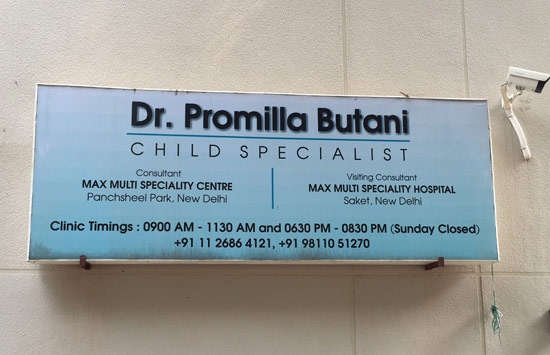 Dr. Promilla Butani
CHILD SPECIALIST
Consultant
MAX MULTI SPECIALITY CENTRE
Panchsheel Park, New Delhi
Visiting Consultant
MAX MULTI SPECIALITY HOSPITAL
Saket, New Delhi
Clinic Timings : 0900 AM - 1130 AM and 0630 PM - 0830 PM (Sunday Closed)
+91 11 2686 4121, +91 98110 51270